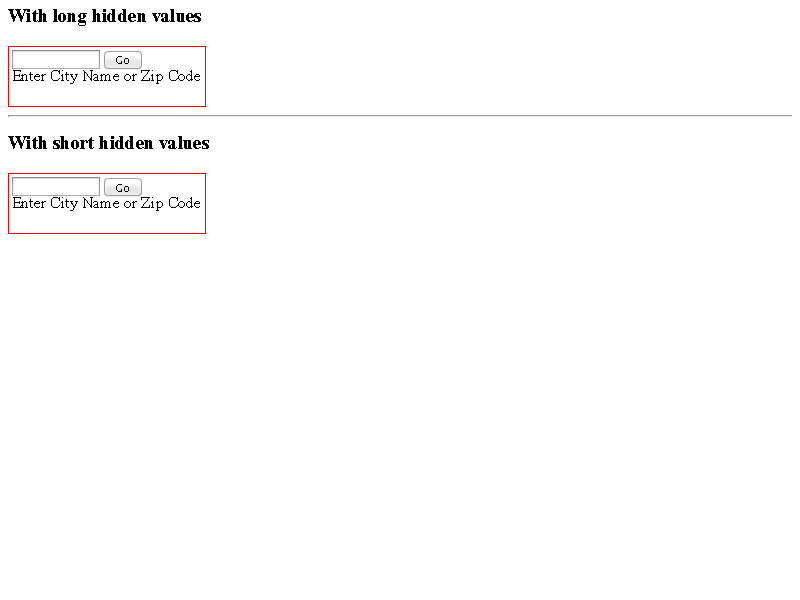 With long hidden values
Go
Enter City Name or Zip Code
With short hidden values
Go
Enter City Name or Zip Code